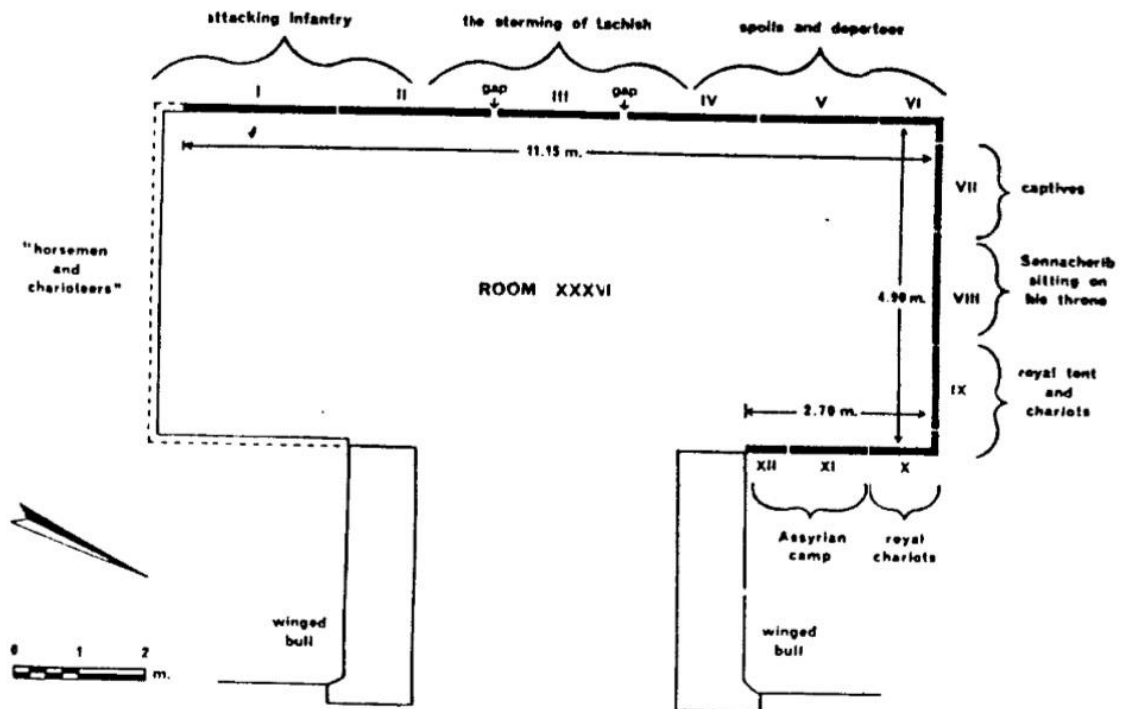 attacking infantry
the storming of Lachish
spoils and deportees
I
II
gap
III
gap
IV
V
VI
11.15 m.
VII
captives
"horsemen
and
charioteers"
ROOM XXXVI
4.90 m.
VIII
Sennacherib
sitting on
his throne
IX
royal tent
and
chariots
2.70 m.
XII
XI
X
Assyrian
camp
royal
chariots
winged
bull
winged
bull
0 1 2
m.